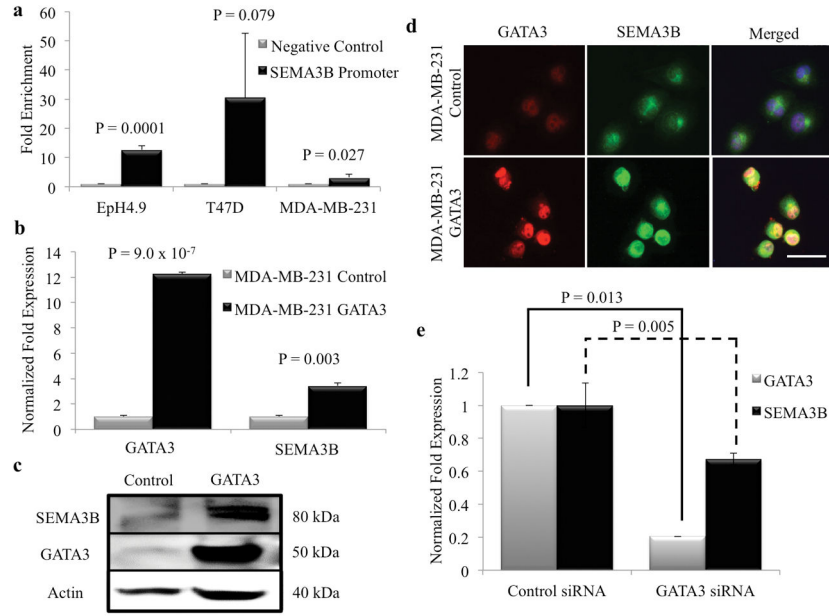 a
P = 0.079
60
50
40
30
20
10
0
Fold Enrichment
Negative Control
SEMA3B Promoter
P = 0.0001
P = 0.027
EpH4.9
T47D
MDA-MB-231
b
P = 9.0 x 10-7
14
12
10
8
6
4
2
0
Normalized Fold Expression
MDA-MB-231 Control
MDA-MB-231 GATA3
P = 0.003
GATA3
SEMA3B
c
Control
GATA3
SEMA3B
80 kDa
GATA3
50 kDa
Actin
40 kDa
d
GATA3
SEMA3B
Merged
MDA-MB-231
Control
MDA-MB-231
GATA3
e
P = 0.013
P = 0.005
1.2
1
0.8
0.6
0.4
0.2
0
Normalized Fold Expression
GATA3
SEMA3B
Control siRNA
GATA3 siRNA